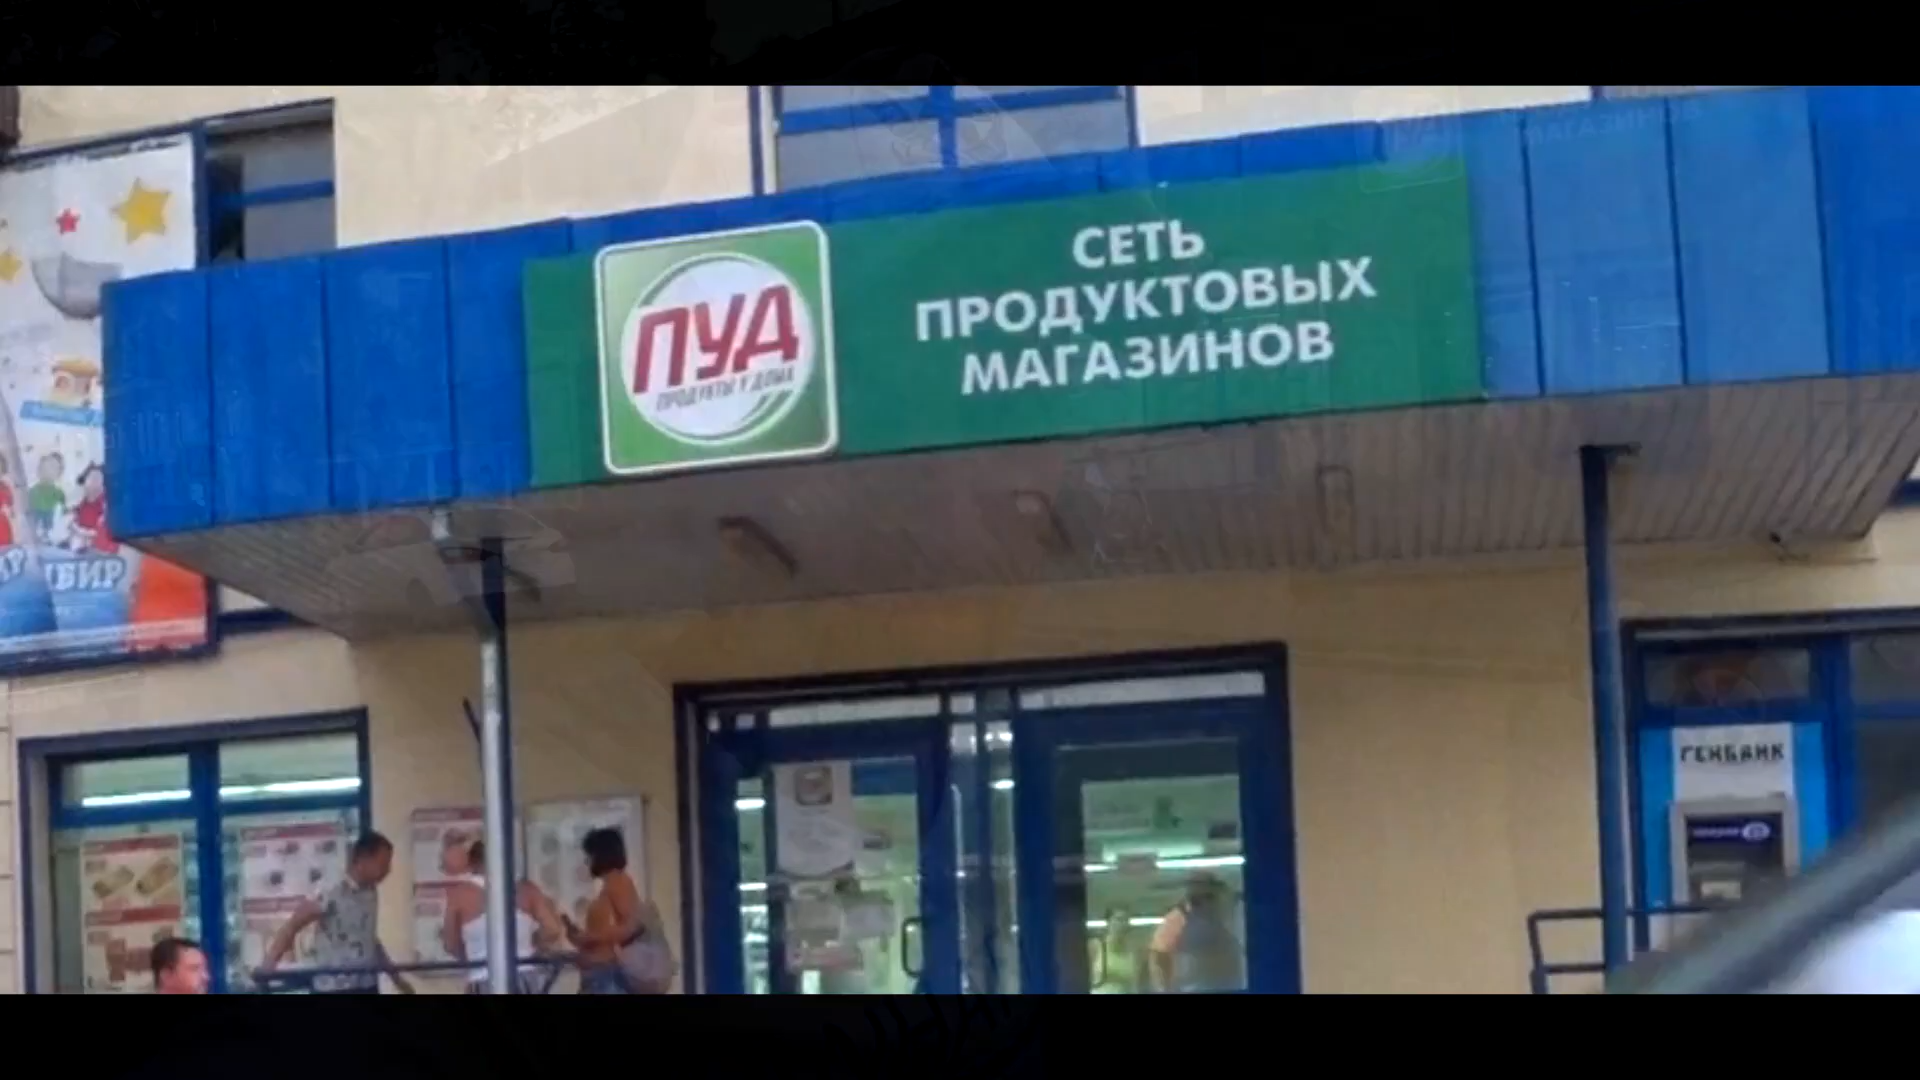 ПУД
ПРОДУКТЫ У ДОМА
СЕТЬ
ПРОДУКТОВЫХ
МАГАЗИНОВ
ГЕНБАНК